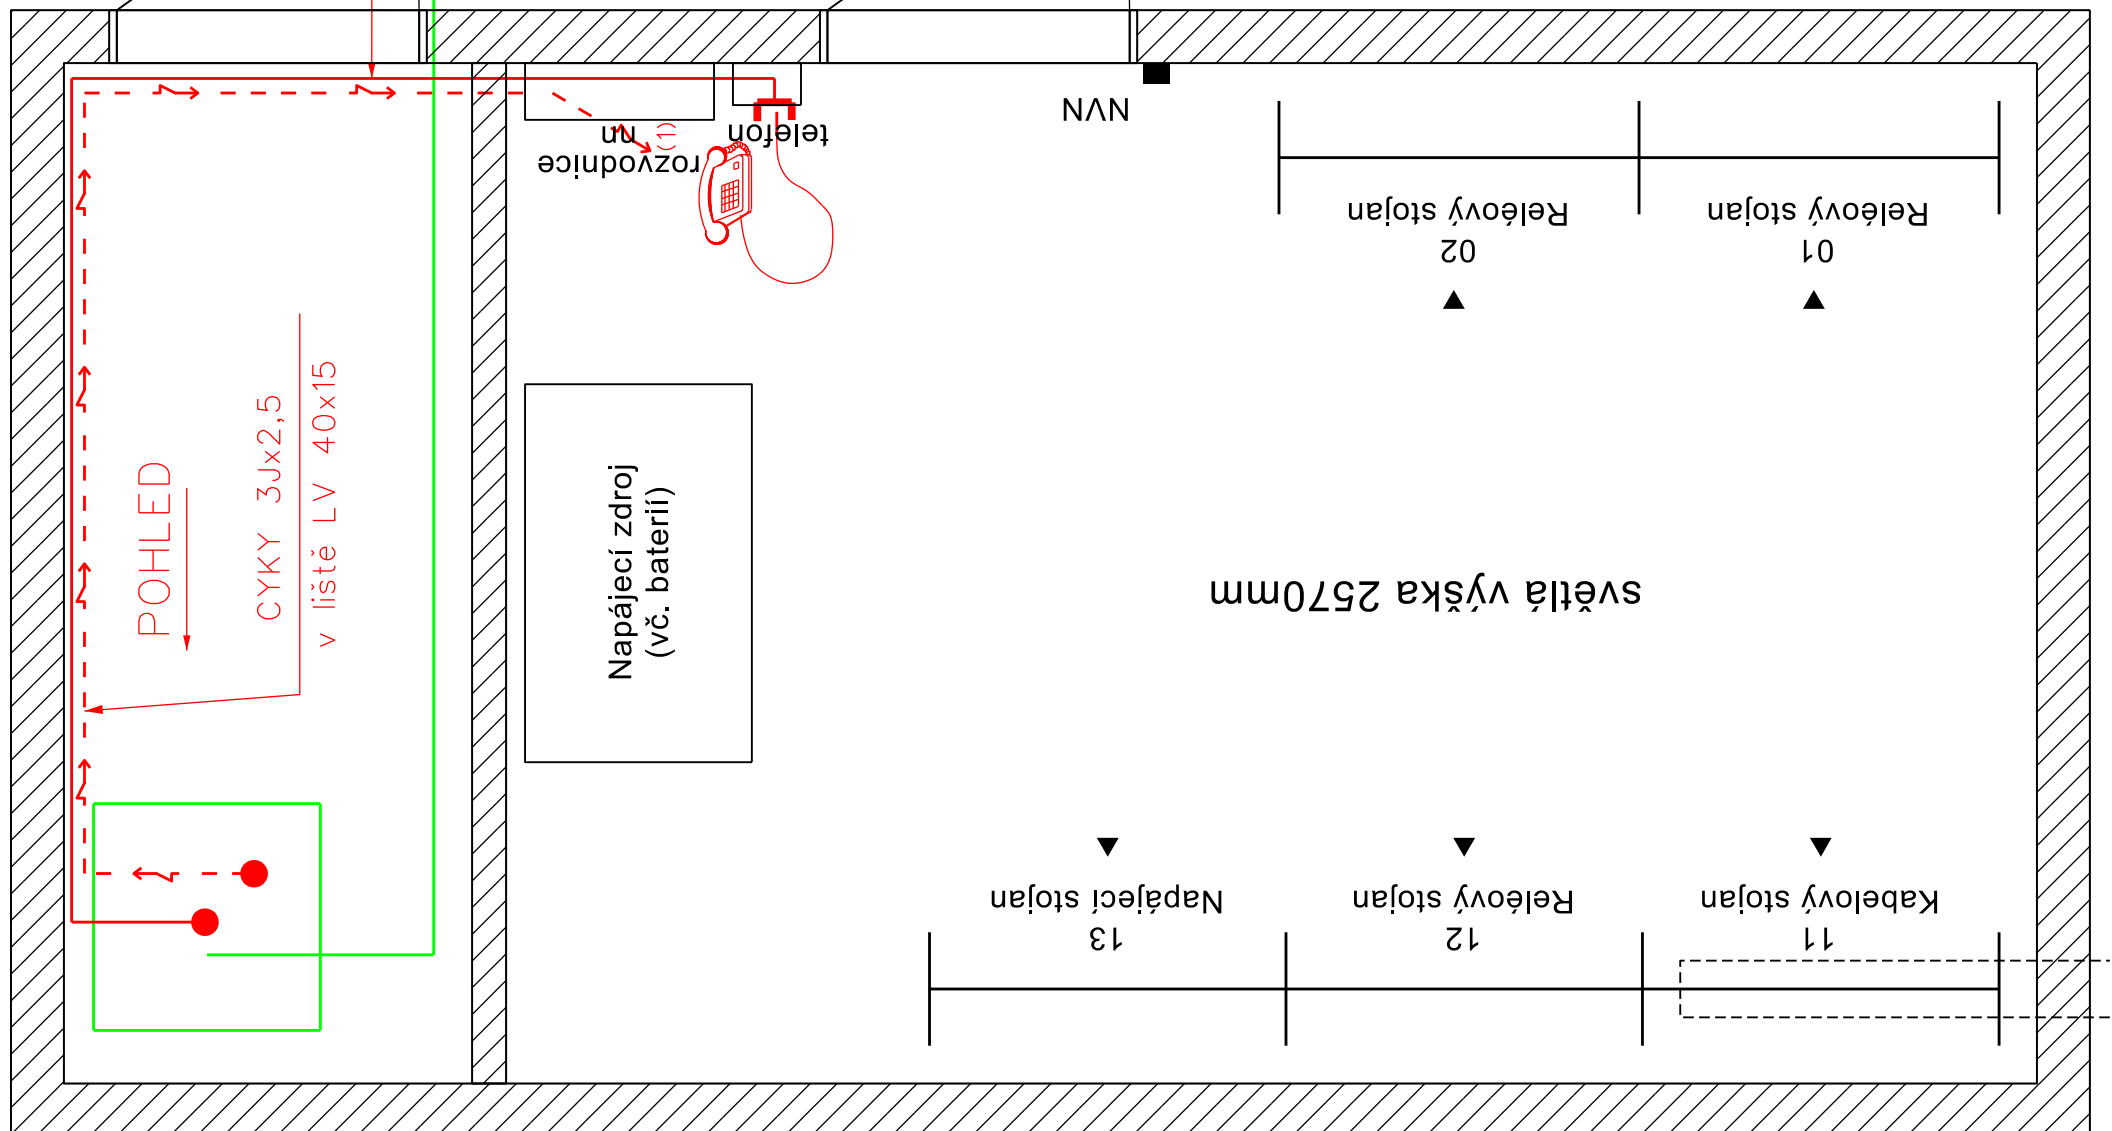 NVN
telefon
rozvodnice
nn
(1)
Reléový stojan
02
Reléový stojan
01
POHLED
CYKY 3Jx2,5
v liště LV 40x15
Napájecí zdroj
(vč. baterií)
světlá výška 2570mm
13
Napájecí stojan
12
Reléový stojan
11
Kabelový stojan